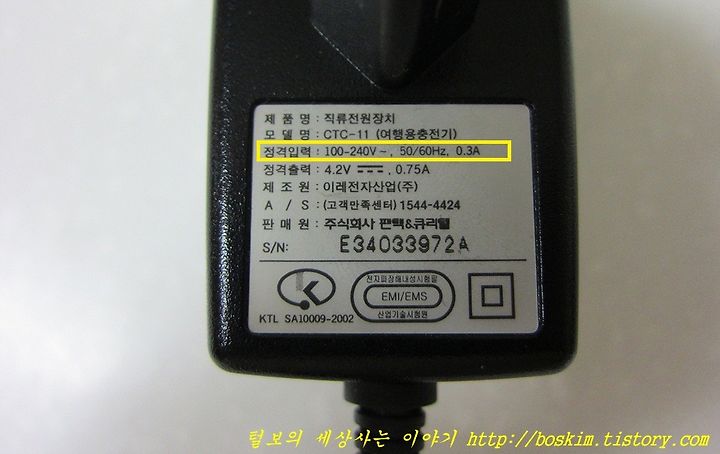 제 품 명 : 직류전원장치
모 델 명 : CTC-11 (여행용충전기)
정격입력 : 100-240V~, 50/60Hz, 0.3A
정격출력 : 4.2V ⎓, 0.75A
제 조 원 : 이레전자산업(주)
A / S : (고객만족센터) 1544-4424
판 매 원 : 주식회사 팬택&큐리텔
S/N: E34033972A
전자파장해내성시험필
EMI/EMS
산업기술시험원
KTL SA10009-2002
털보의 세상사는 이야기 http://boskim.tistory.com